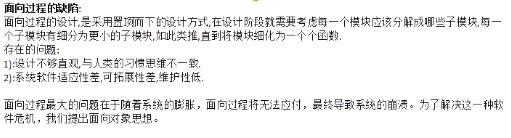 面向过程的缺陷:
面向过程的设计,是采用置顶而下的设计方式,在设计阶段就需要考虑每一个模块应该分解成哪些子模块,每一
个子模块有细分为更小的子模块,如此类推,直到将模块细化为一个个函数.
存在的问题:
1):设计不够直观,与人类的习惯思维不一致.
2):系统软件适应性差,可拓展性差,维护性低.
面向过程最大的问题在于随着系统的膨胀，面向过程将无法应付，最终导致系统的崩溃。为了解决这一种软
件危机，我们提出面向对象思想。